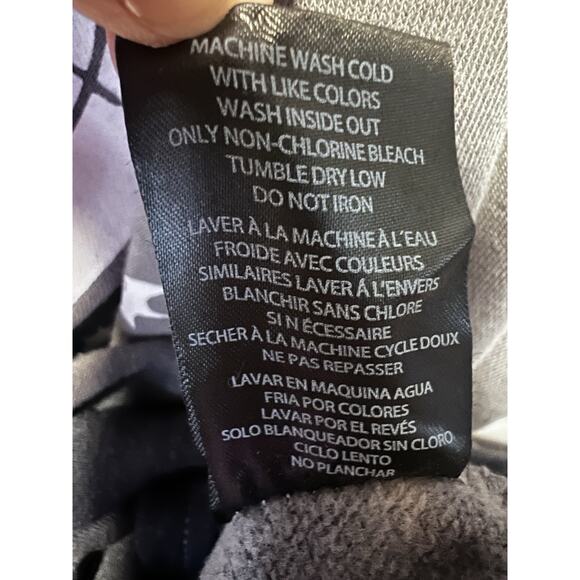 MACHINE WASH COLD
WITH LIKE COLORS
WASH INSIDE OUT
ONLY NON-CHLORINE BLEACH
TUMBLE DRY LOW
DO NOT IRON
LAVER À LA MACHINE À L'EAU
FROIDE AVEC COULEURS
SIMILAIRES LAVER Á L'ENVERS
BLANCHIR SANS CHLORE
SI N ÉCESSAIRE
SECHER À LA MACHINE CYCLE DOUX
NE PAS REPASSER
LAVAR EN MAQUINA AGUA
FRIA POR COLORES
LAVAR POR EL REVÉS
SOLO BLANQUEADOR SIN CLORO
CICLO LENTO
NO PLANCHAR